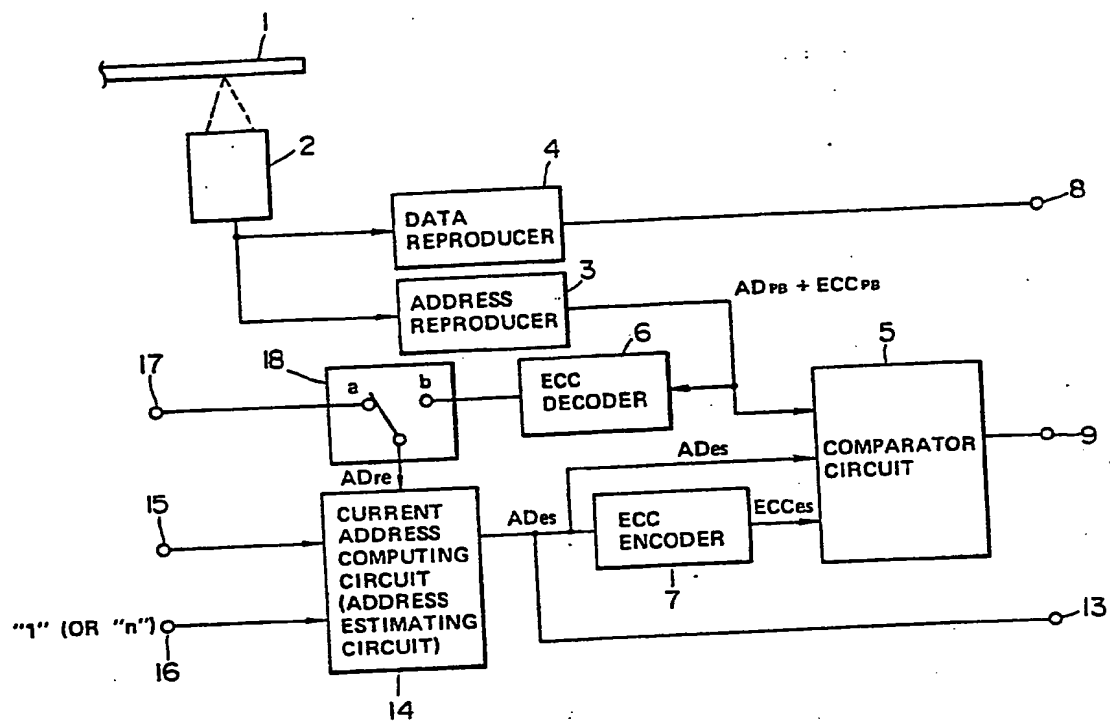 1
2
4
DATA
REPRODUCER
8
3
ADDRESS
REPRODUCER
ADPB + ECCPB
17
18
a
b
6
ECC
DECODER
5
COMPARATOR
CIRCUIT
9
ADre
ADes
15
CURRENT
ADDRESS
COMPUTING
CIRCUIT
(ADDRESS
ESTIMATING
CIRCUIT)
ADes
ECC
ENCODER
ECCes
7
13
"1" (OR "n")
16
14